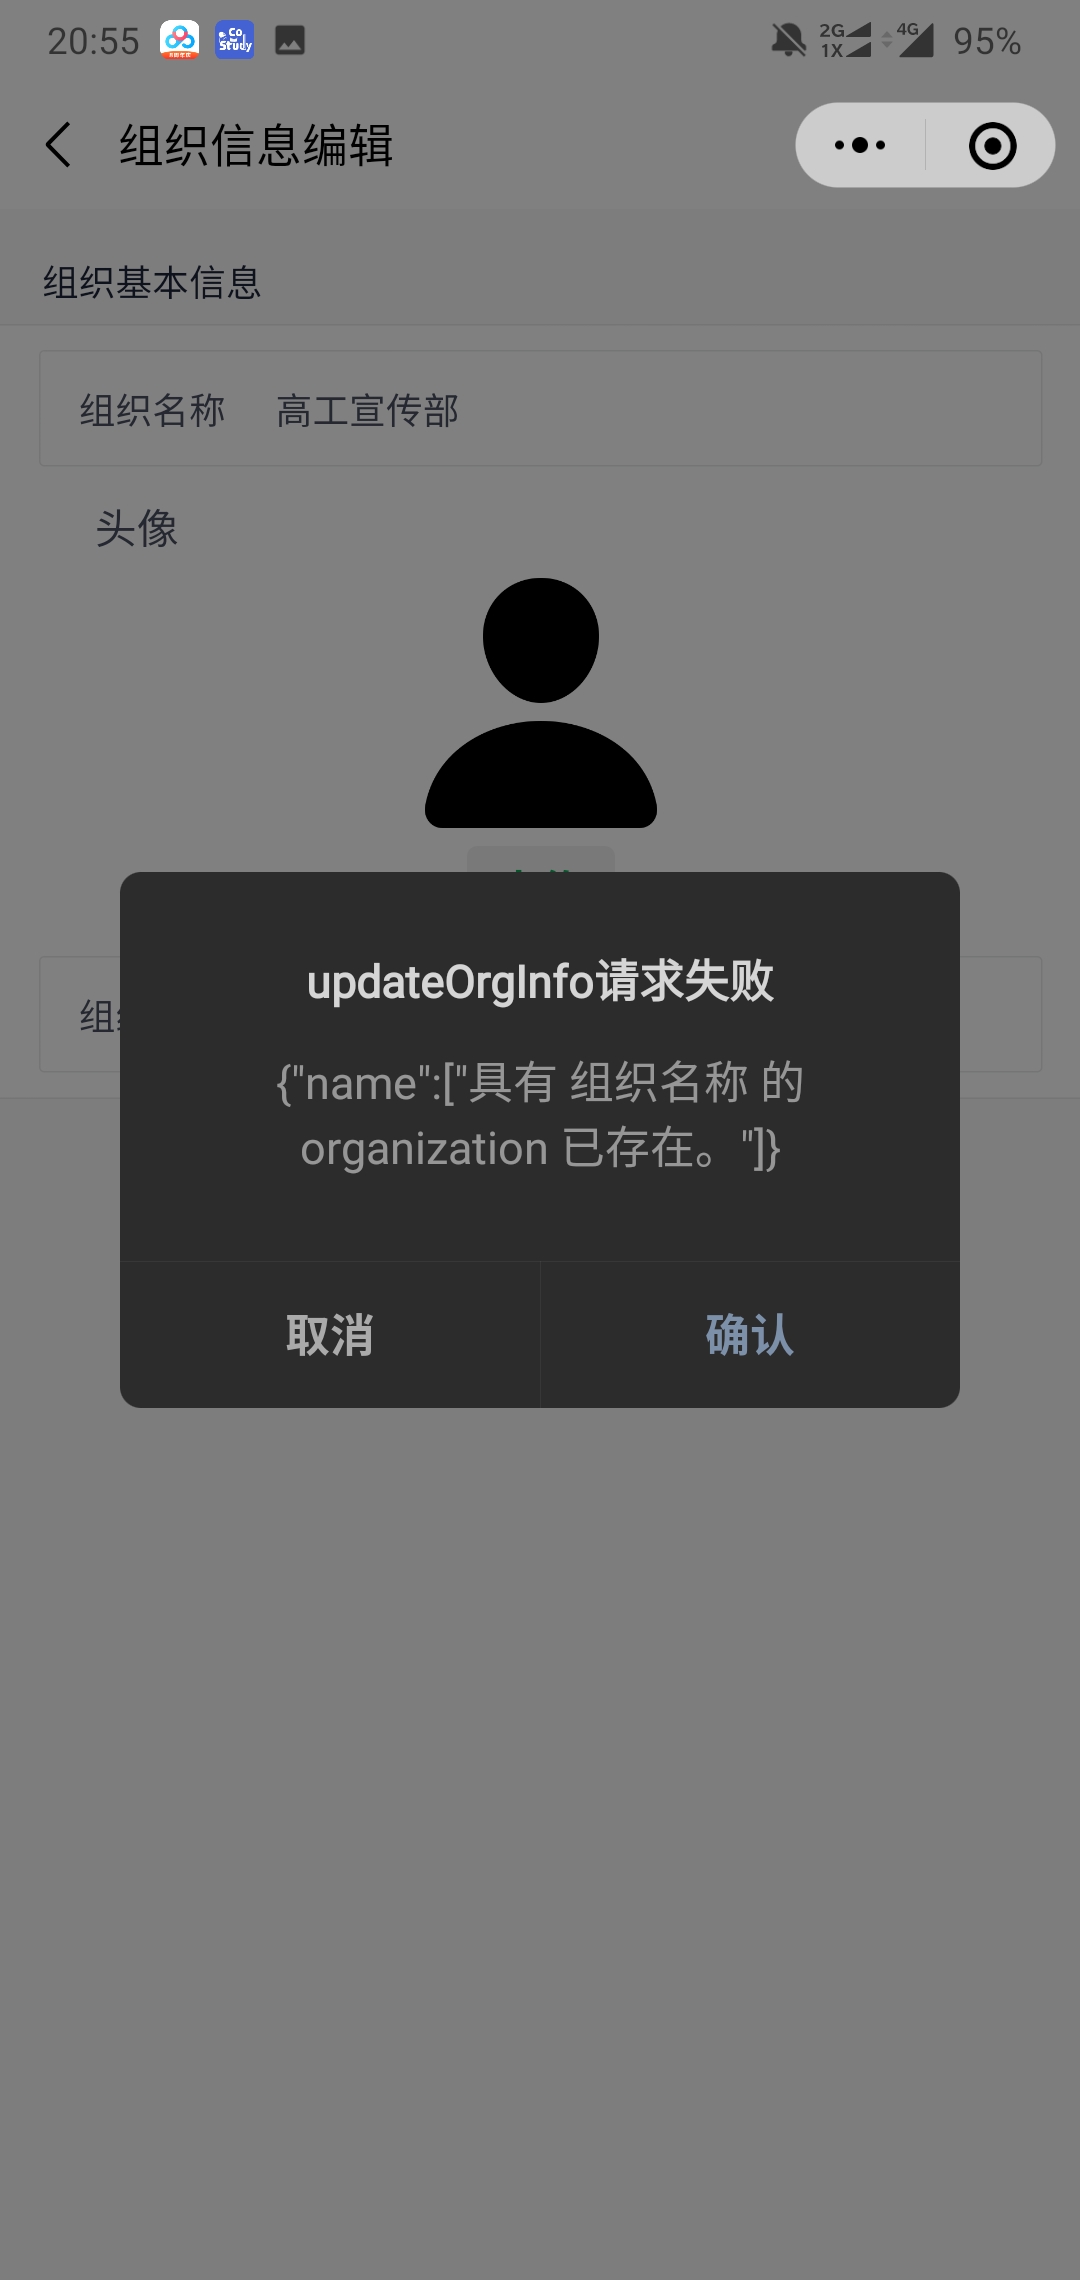 20:55
Co
Study
2G
1X
4G
95%
组织信息编辑
组织基本信息
组织名称 高工宣传部
头像
updateOrgInfo请求失败
{"name":["具有 组织名称 的
organization 已存在。"]}
取消 确认